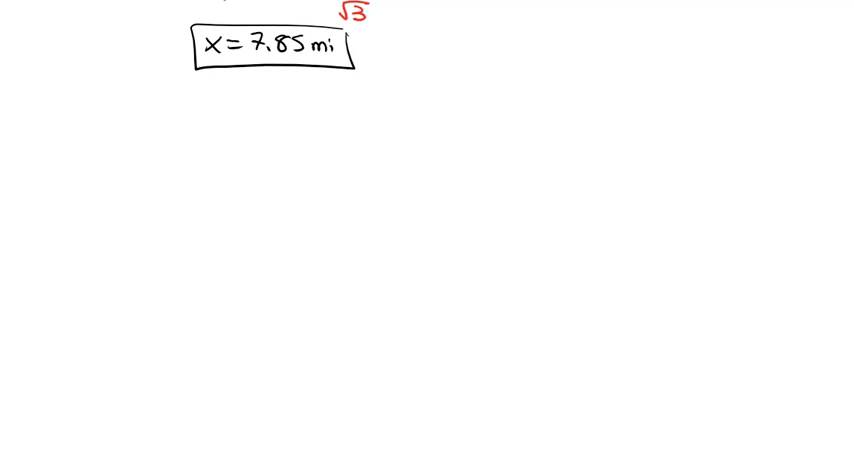 √3
x = 7.85 mi